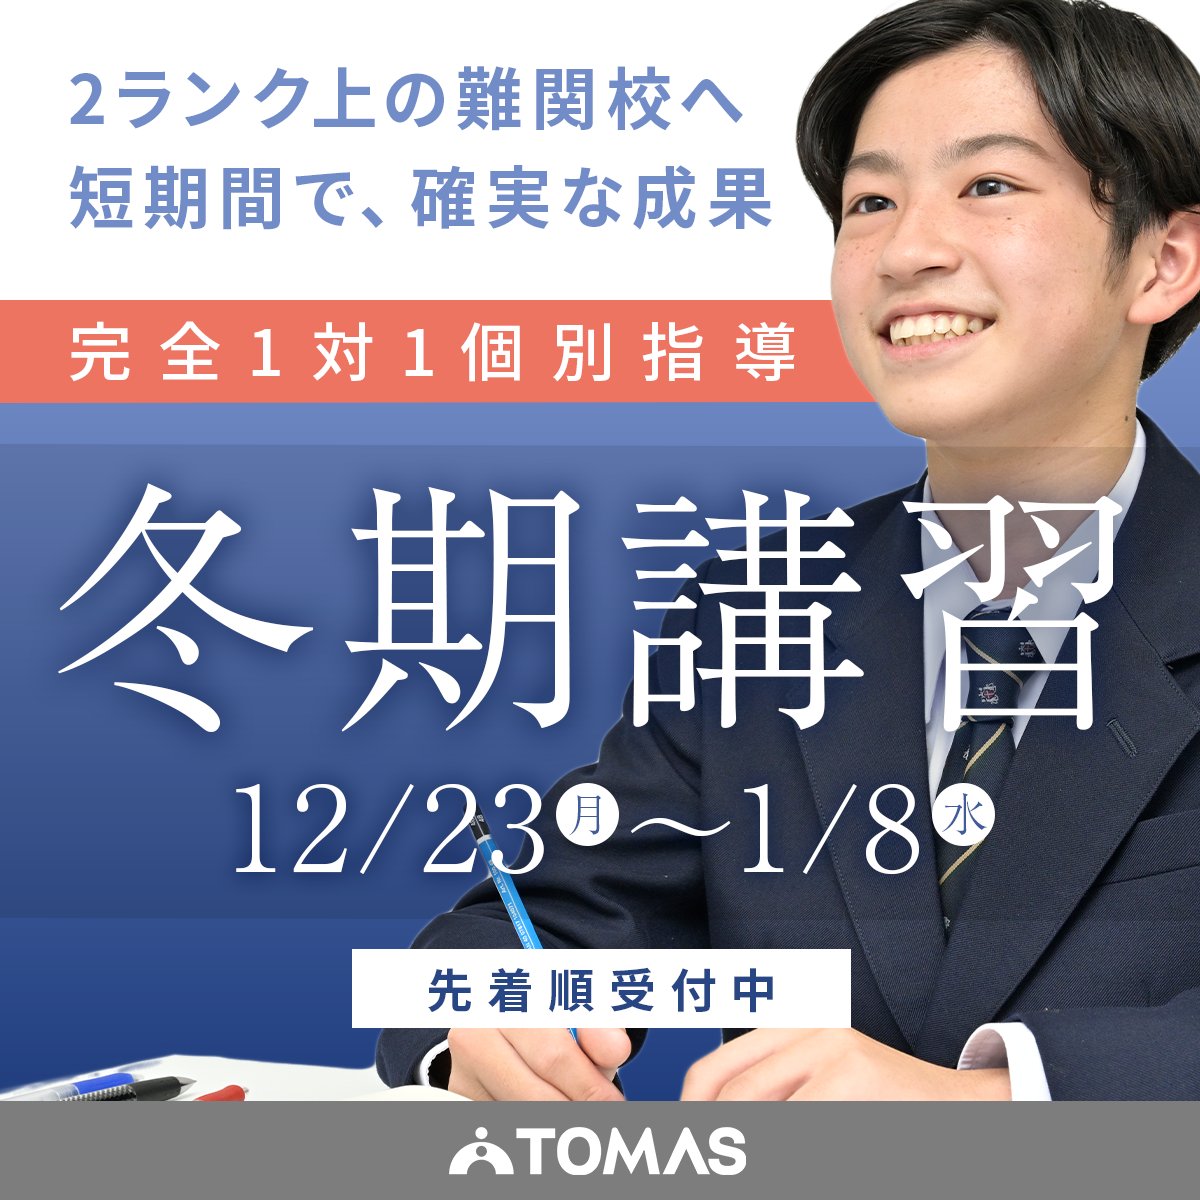 2ランク上の難関校へ
短期間で、確実な成果
完全1対1個別指導
冬期講習
12/23月〜1/8水
先着順受付中
TOMAS